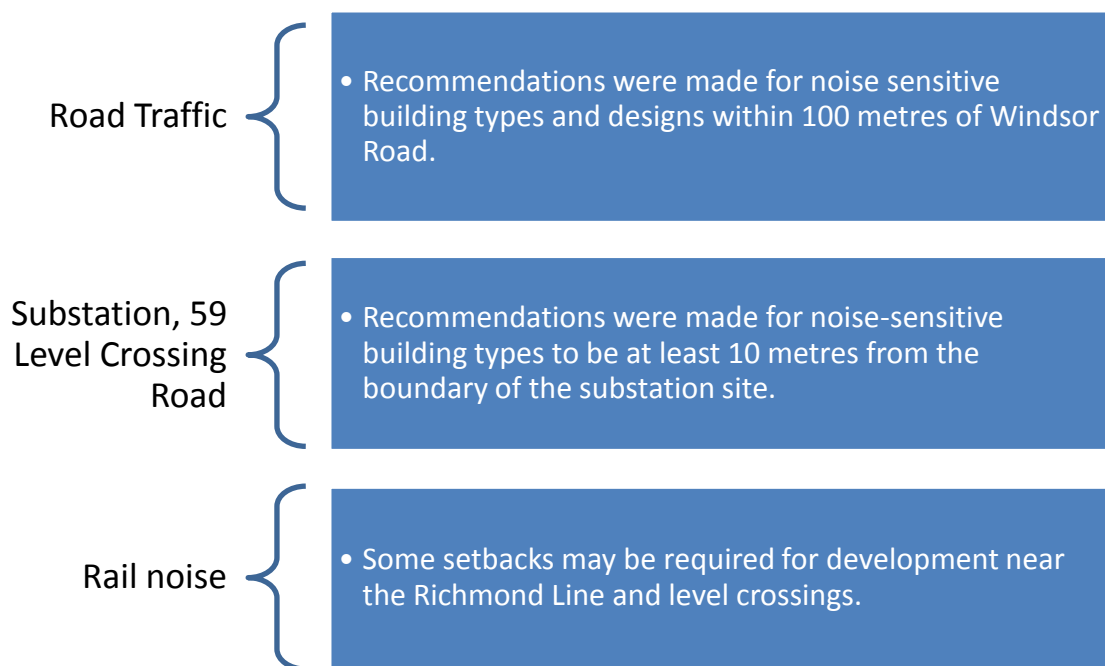 Road Traffic
• Recommendations were made for noise sensitive
building types and designs within 100 metres of Windsor
Road.
Substation, 59
Level Crossing
Road
• Recommendations were made for noise-sensitive
building types to be at least 10 metres from the
boundary of the substation site.
Rail noise
• Some setbacks may be required for development near
the Richmond Line and level crossings.